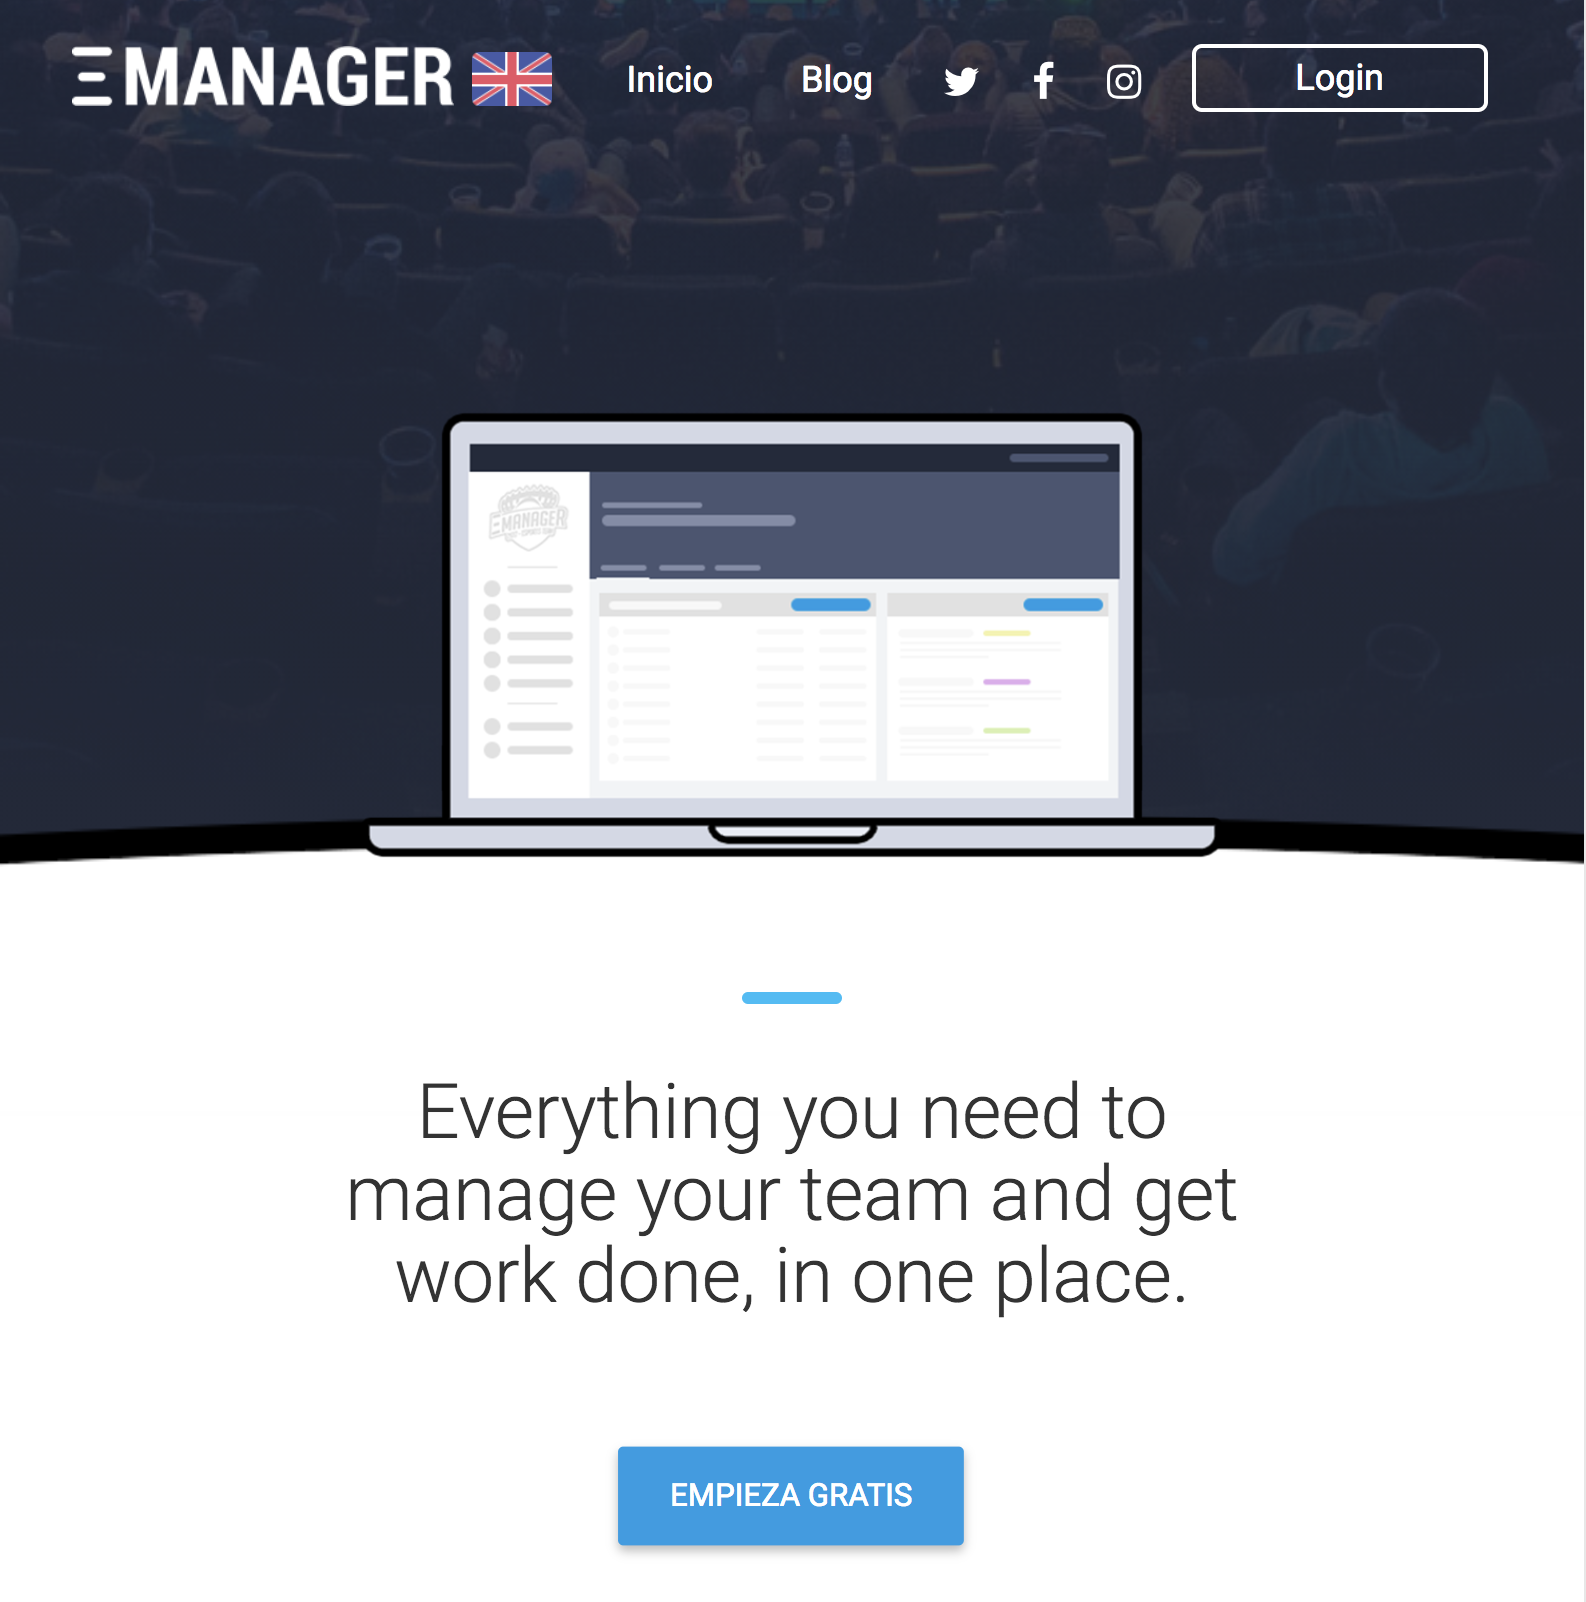 EMANAGER
Inicio
Blog
Login
EMANAGER
Everything you need to
manage your team and get
work done, in one place.
EMPIEZA GRATIS